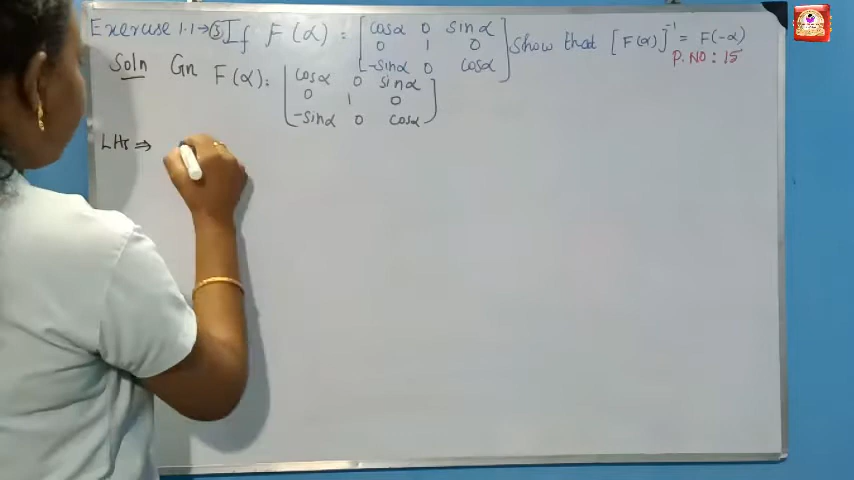 Exercise 1.1→③ If F(α) = [cosα 0 sinα
0 1 0
-sinα 0 cosα] Show that [F(α)]⁻¹ = F(-α)
P.NO : 15
Soln Gn F(α) = [cosα 0 sinα
0 1 0
-sinα 0 cosα]
LHS ⇒